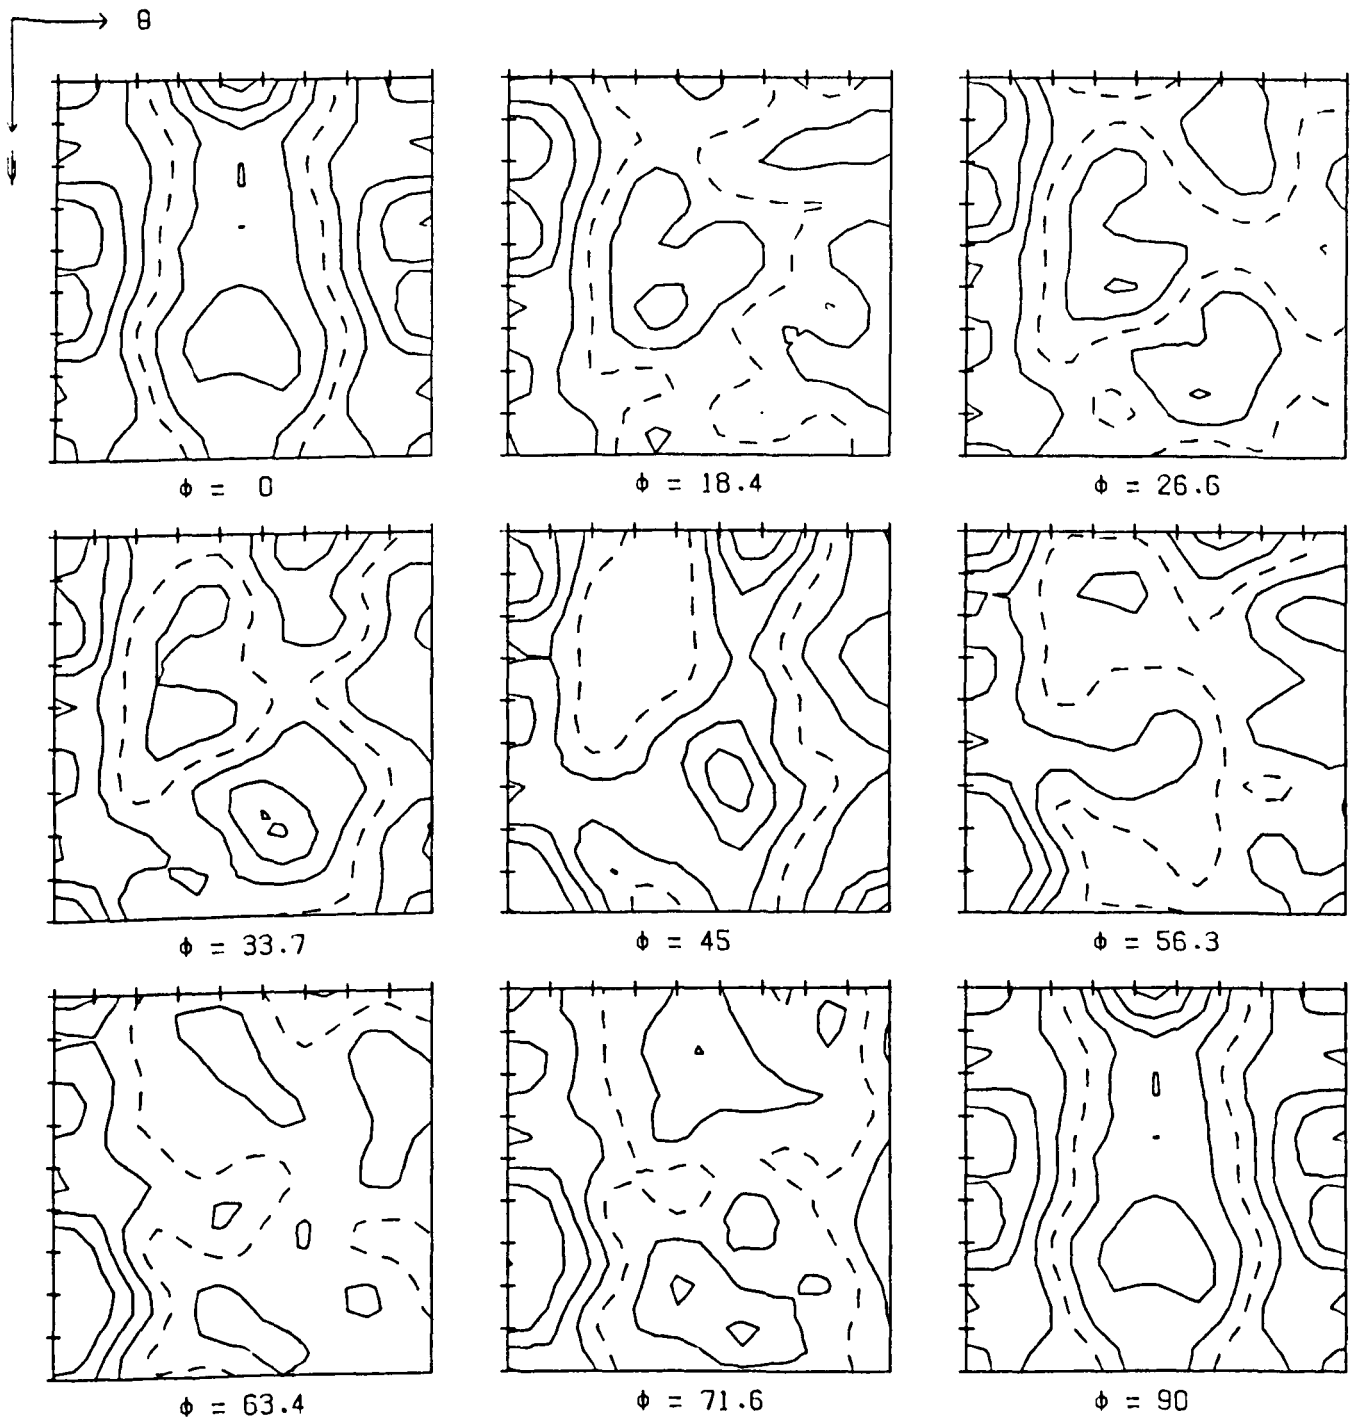 θ
φ = 0
φ = 18.4
φ = 26.6
φ = 33.7
φ = 45
φ = 56.3
φ = 63.4
φ = 71.6
φ = 90